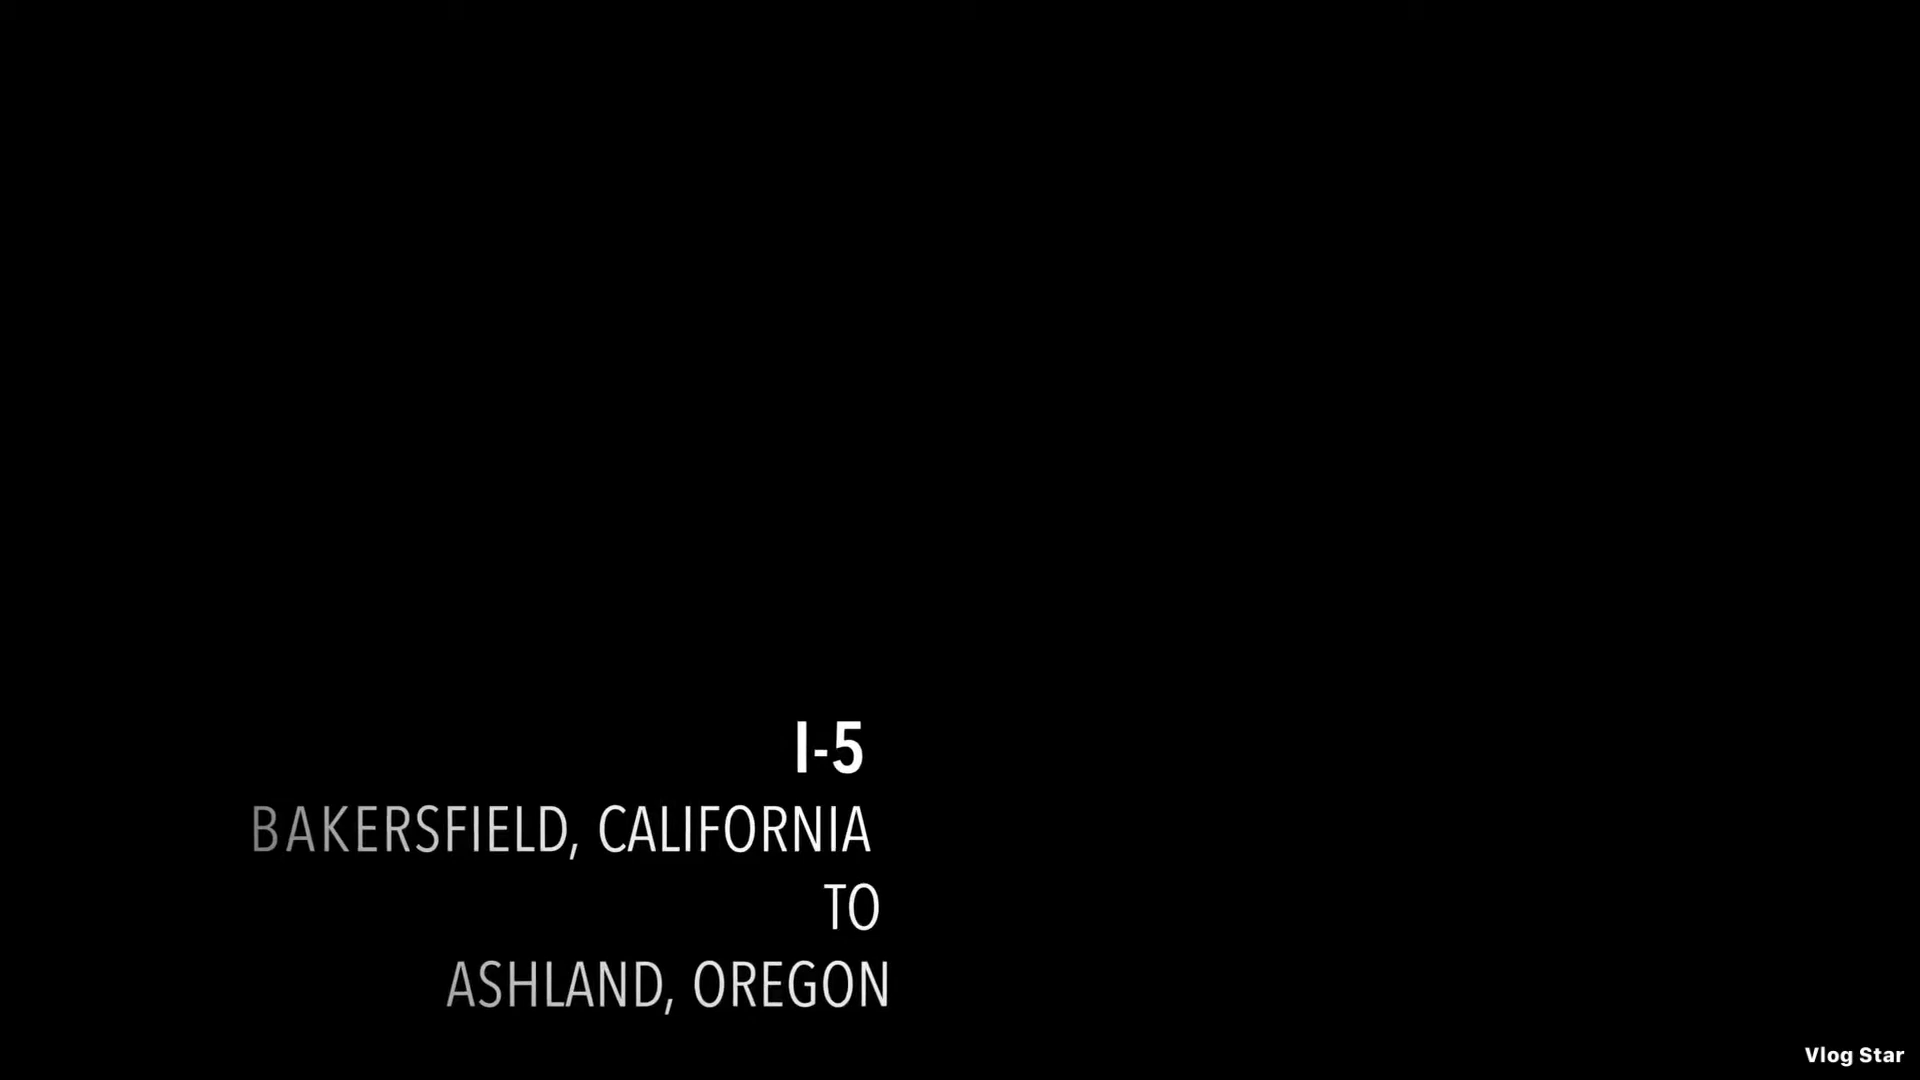 I-5
BAKERSFIELD, CALIFORNIA
TO
ASHLAND, OREGON
Vlog Star